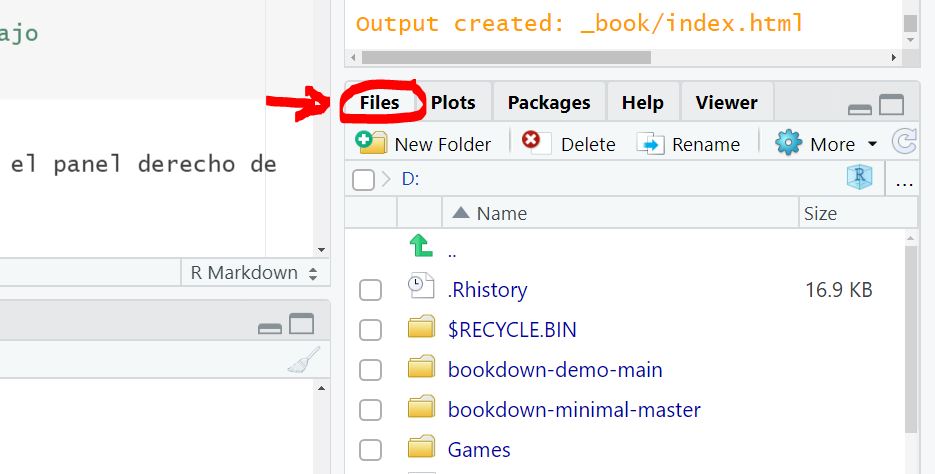 ajo
el panel derecho de
R Markdown
Output created: _book/index.html
Files Plots Packages Help Viewer
New Folder Delete Rename More
D: R ...
Name Size
..
.Rhistory 16.9 KB
$RECYCLE.BIN
bookdown-demo-main
bookdown-minimal-master
Games